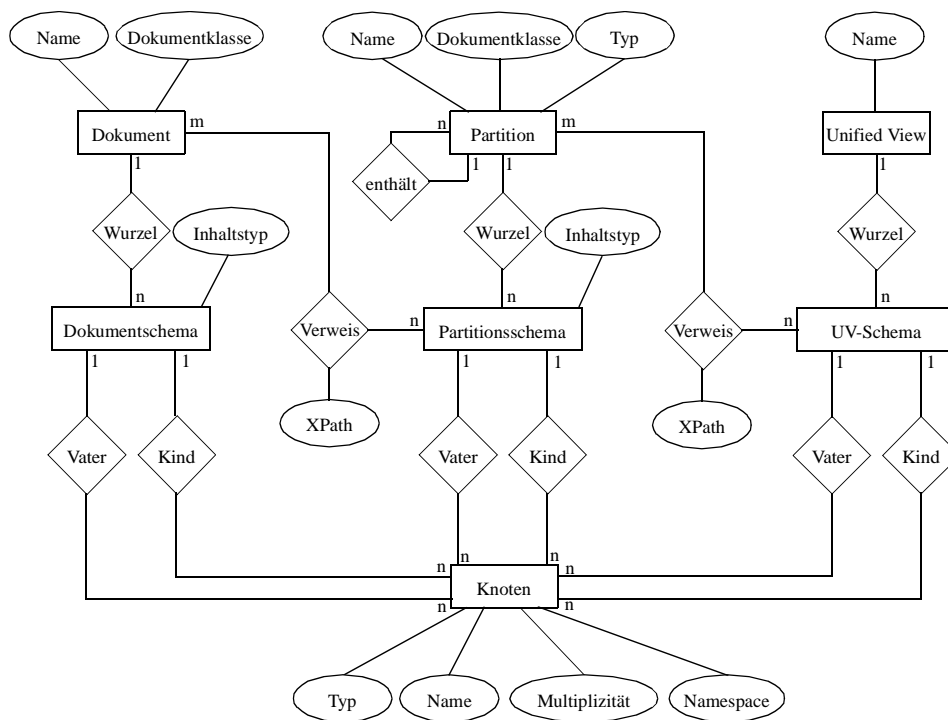 Name
Dokumentklasse
Name
Dokumentklasse
Typ
Name
Dokument
m
n
Partition
m
Unified View
1
1
1
1
enthält
Wurzel
Inhaltstyp
Wurzel
Inhaltstyp
Wurzel
n
n
n
Dokumentschema
Verweis
n
Partitionsschema
Verweis
n
UV-Schema
1
1
1
1
1
1
XPath
XPath
Vater
Kind
Vater
Kind
Vater
Kind
n
n
n
n
Knoten
n
n
Typ
Name
Multiplizität
Namespace